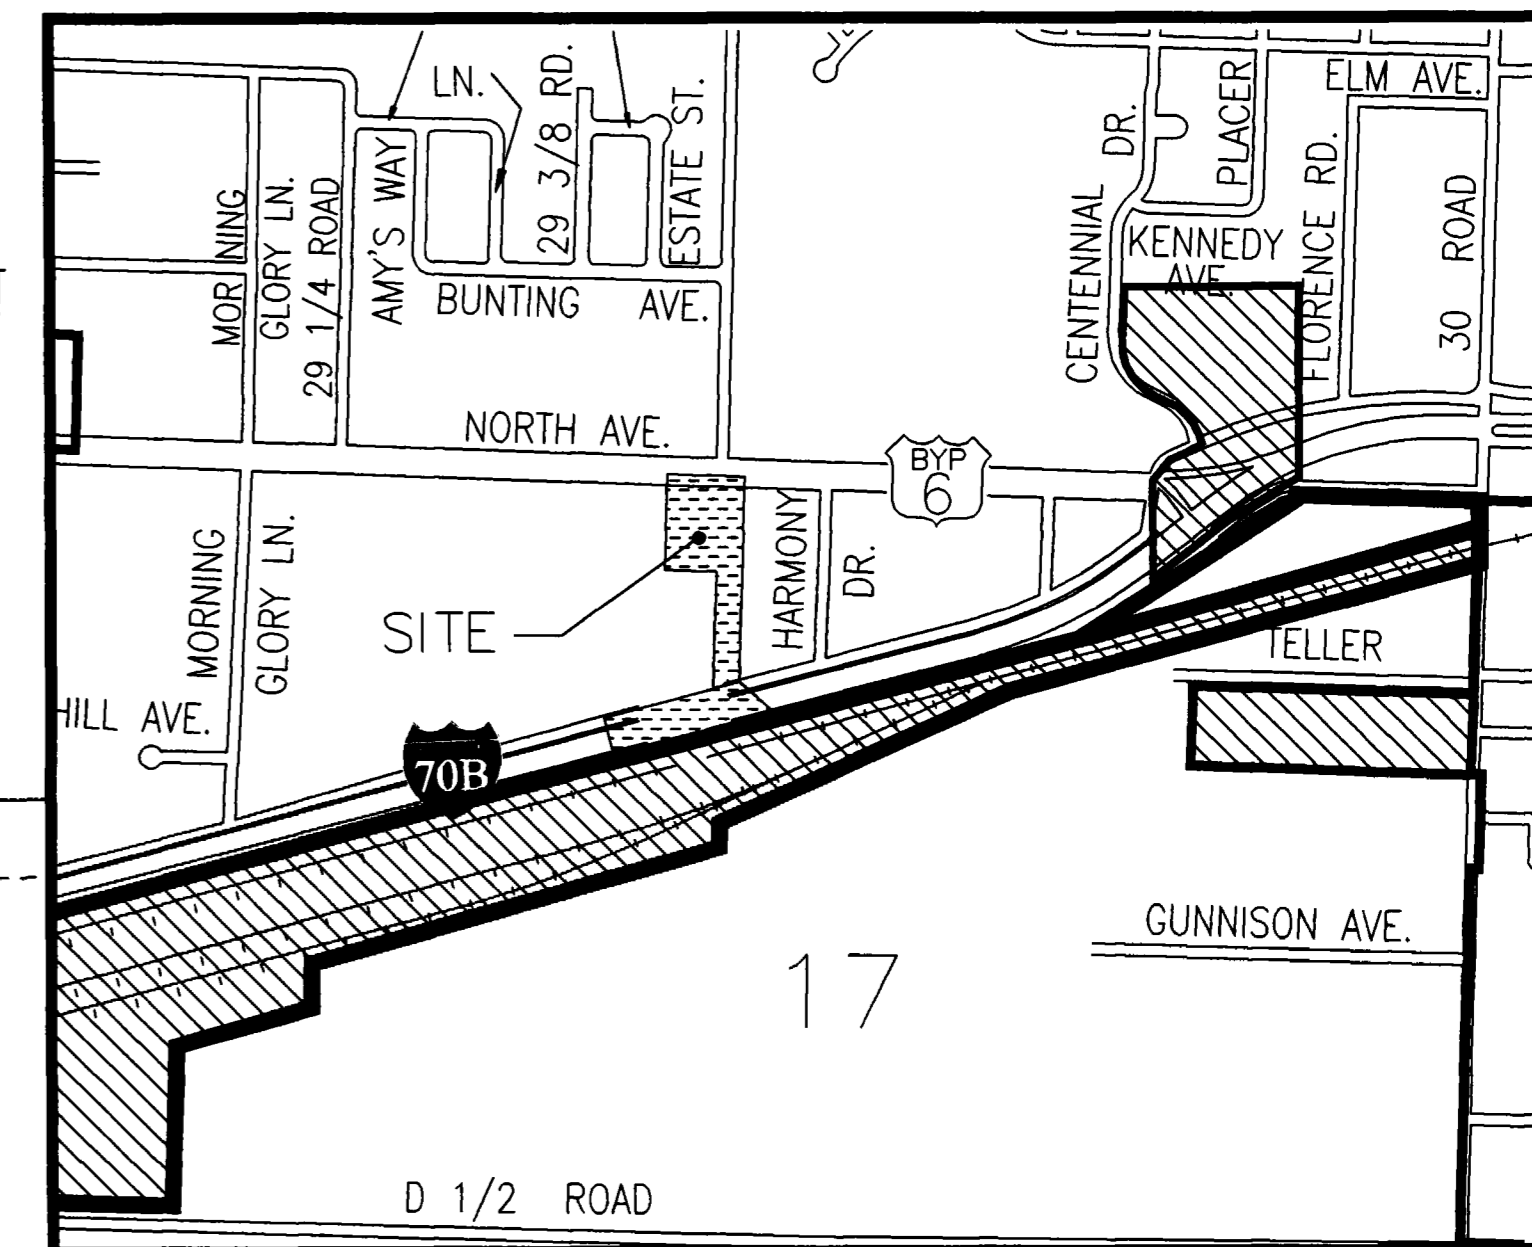 LN.
29 3/8 RD.
ESTATE ST.
DR.
PLACER
ELM AVE.
MORNING
GLORY LN.
29 1/4 ROAD
AMY'S WAY
BUNTING AVE.
CENTENNIAL
KENNEDY
AVE.
FLORENCE RD.
30 ROAD
NORTH AVE.
BYP
6
MORNING
GLORY LN.
SITE
HARMONY
DR.
TELLER
HILL AVE.
70B
GUNNISON AVE.
17
D 1/2 ROAD